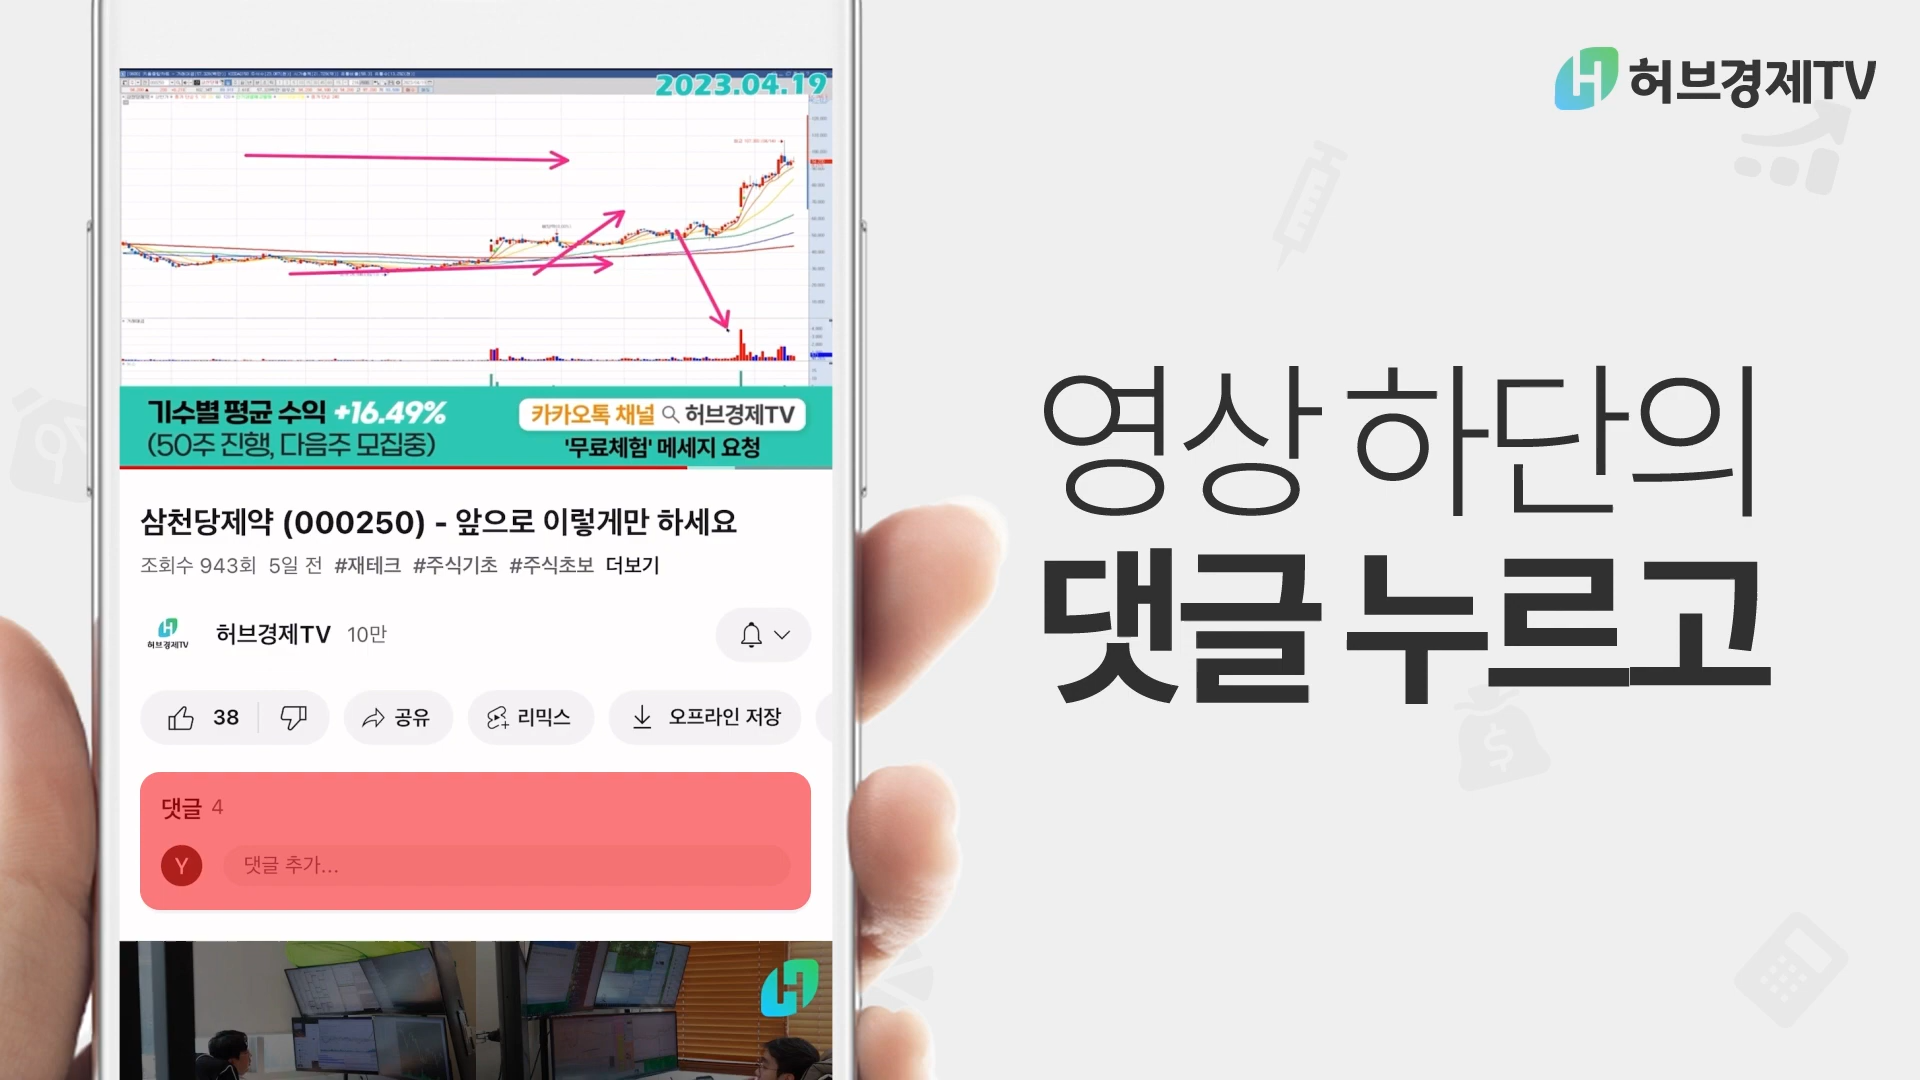 허브경제TV
2023.04.19
기수별 평균 수익 +16.49%
(50주 진행, 다음주 모집중)
카카오톡 채널 허브경제TV
'무료체험' 메세지 요청
삼천당제약 (000250) - 앞으로 이렇게만 하세요
조회수 943회 5일 전 #재테크 #주식기초 #주식초보 더보기
허브경제TV
허브경제TV 10만
38
공유
리믹스
오프라인 저장
댓글 4
Y
댓글 추가...
영상 하단의
댓글 누르고